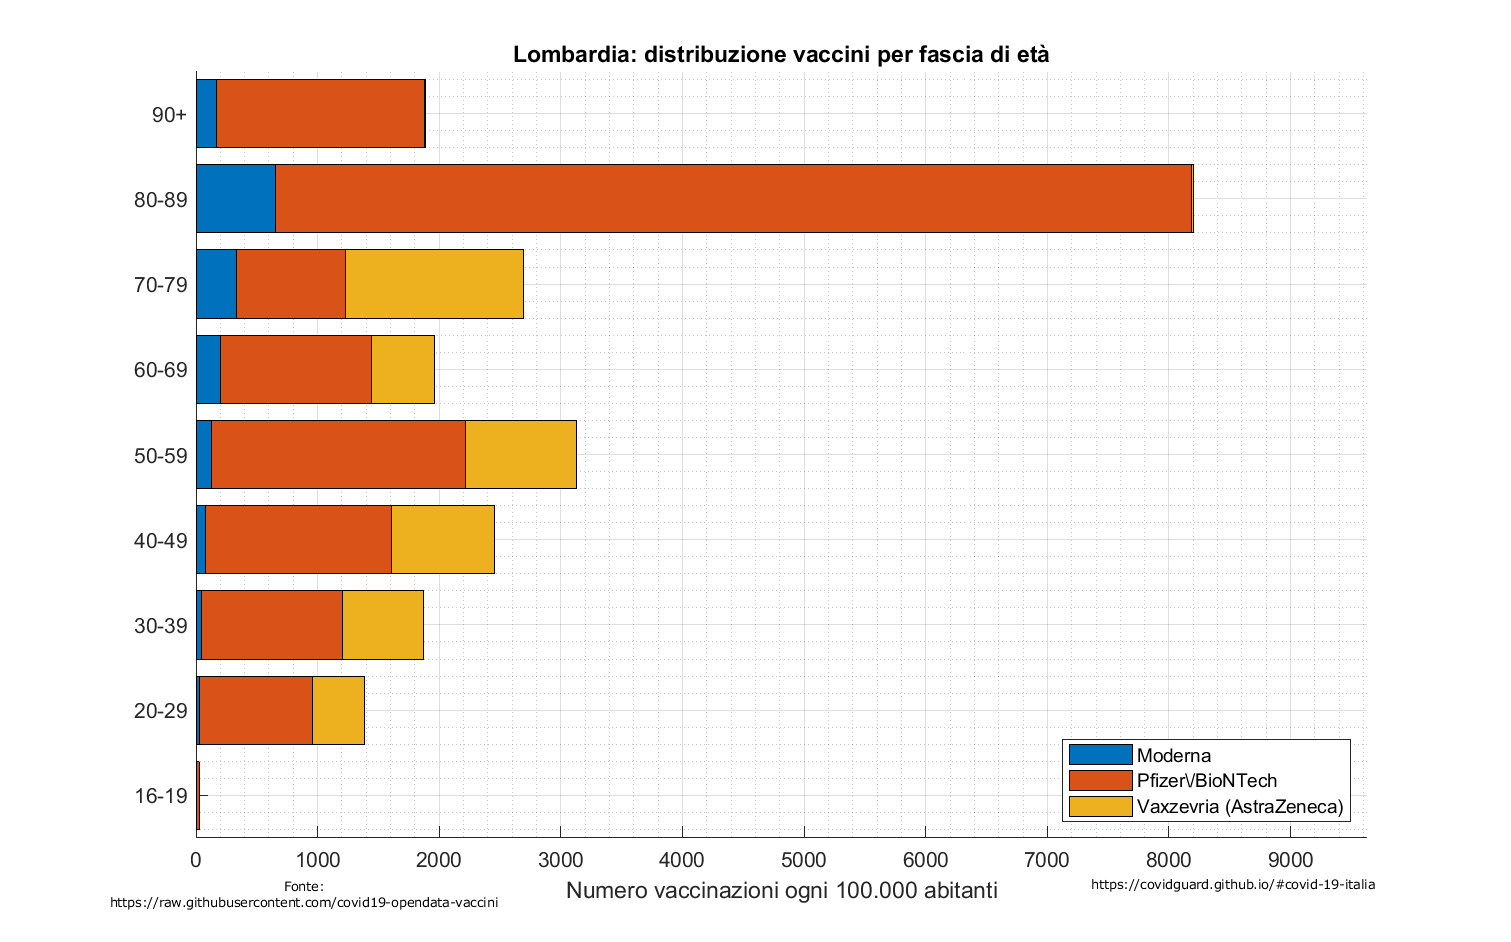 Lombardia: distribuzione vaccini per fascia di età
90+
80-89
70-79
60-69
50-59
40-49
30-39
20-29
16-19
Moderna
Pfizer\/BioNTech
Vaxzevria (AstraZeneca)
0 1000 2000 3000 4000 5000 6000 7000 8000 9000
Numero vaccinazioni ogni 100.000 abitanti
Fonte:
https://raw.githubusercontent.com/covid19-opendata-vaccini
https://covidguard.github.io/#covid-19-italia